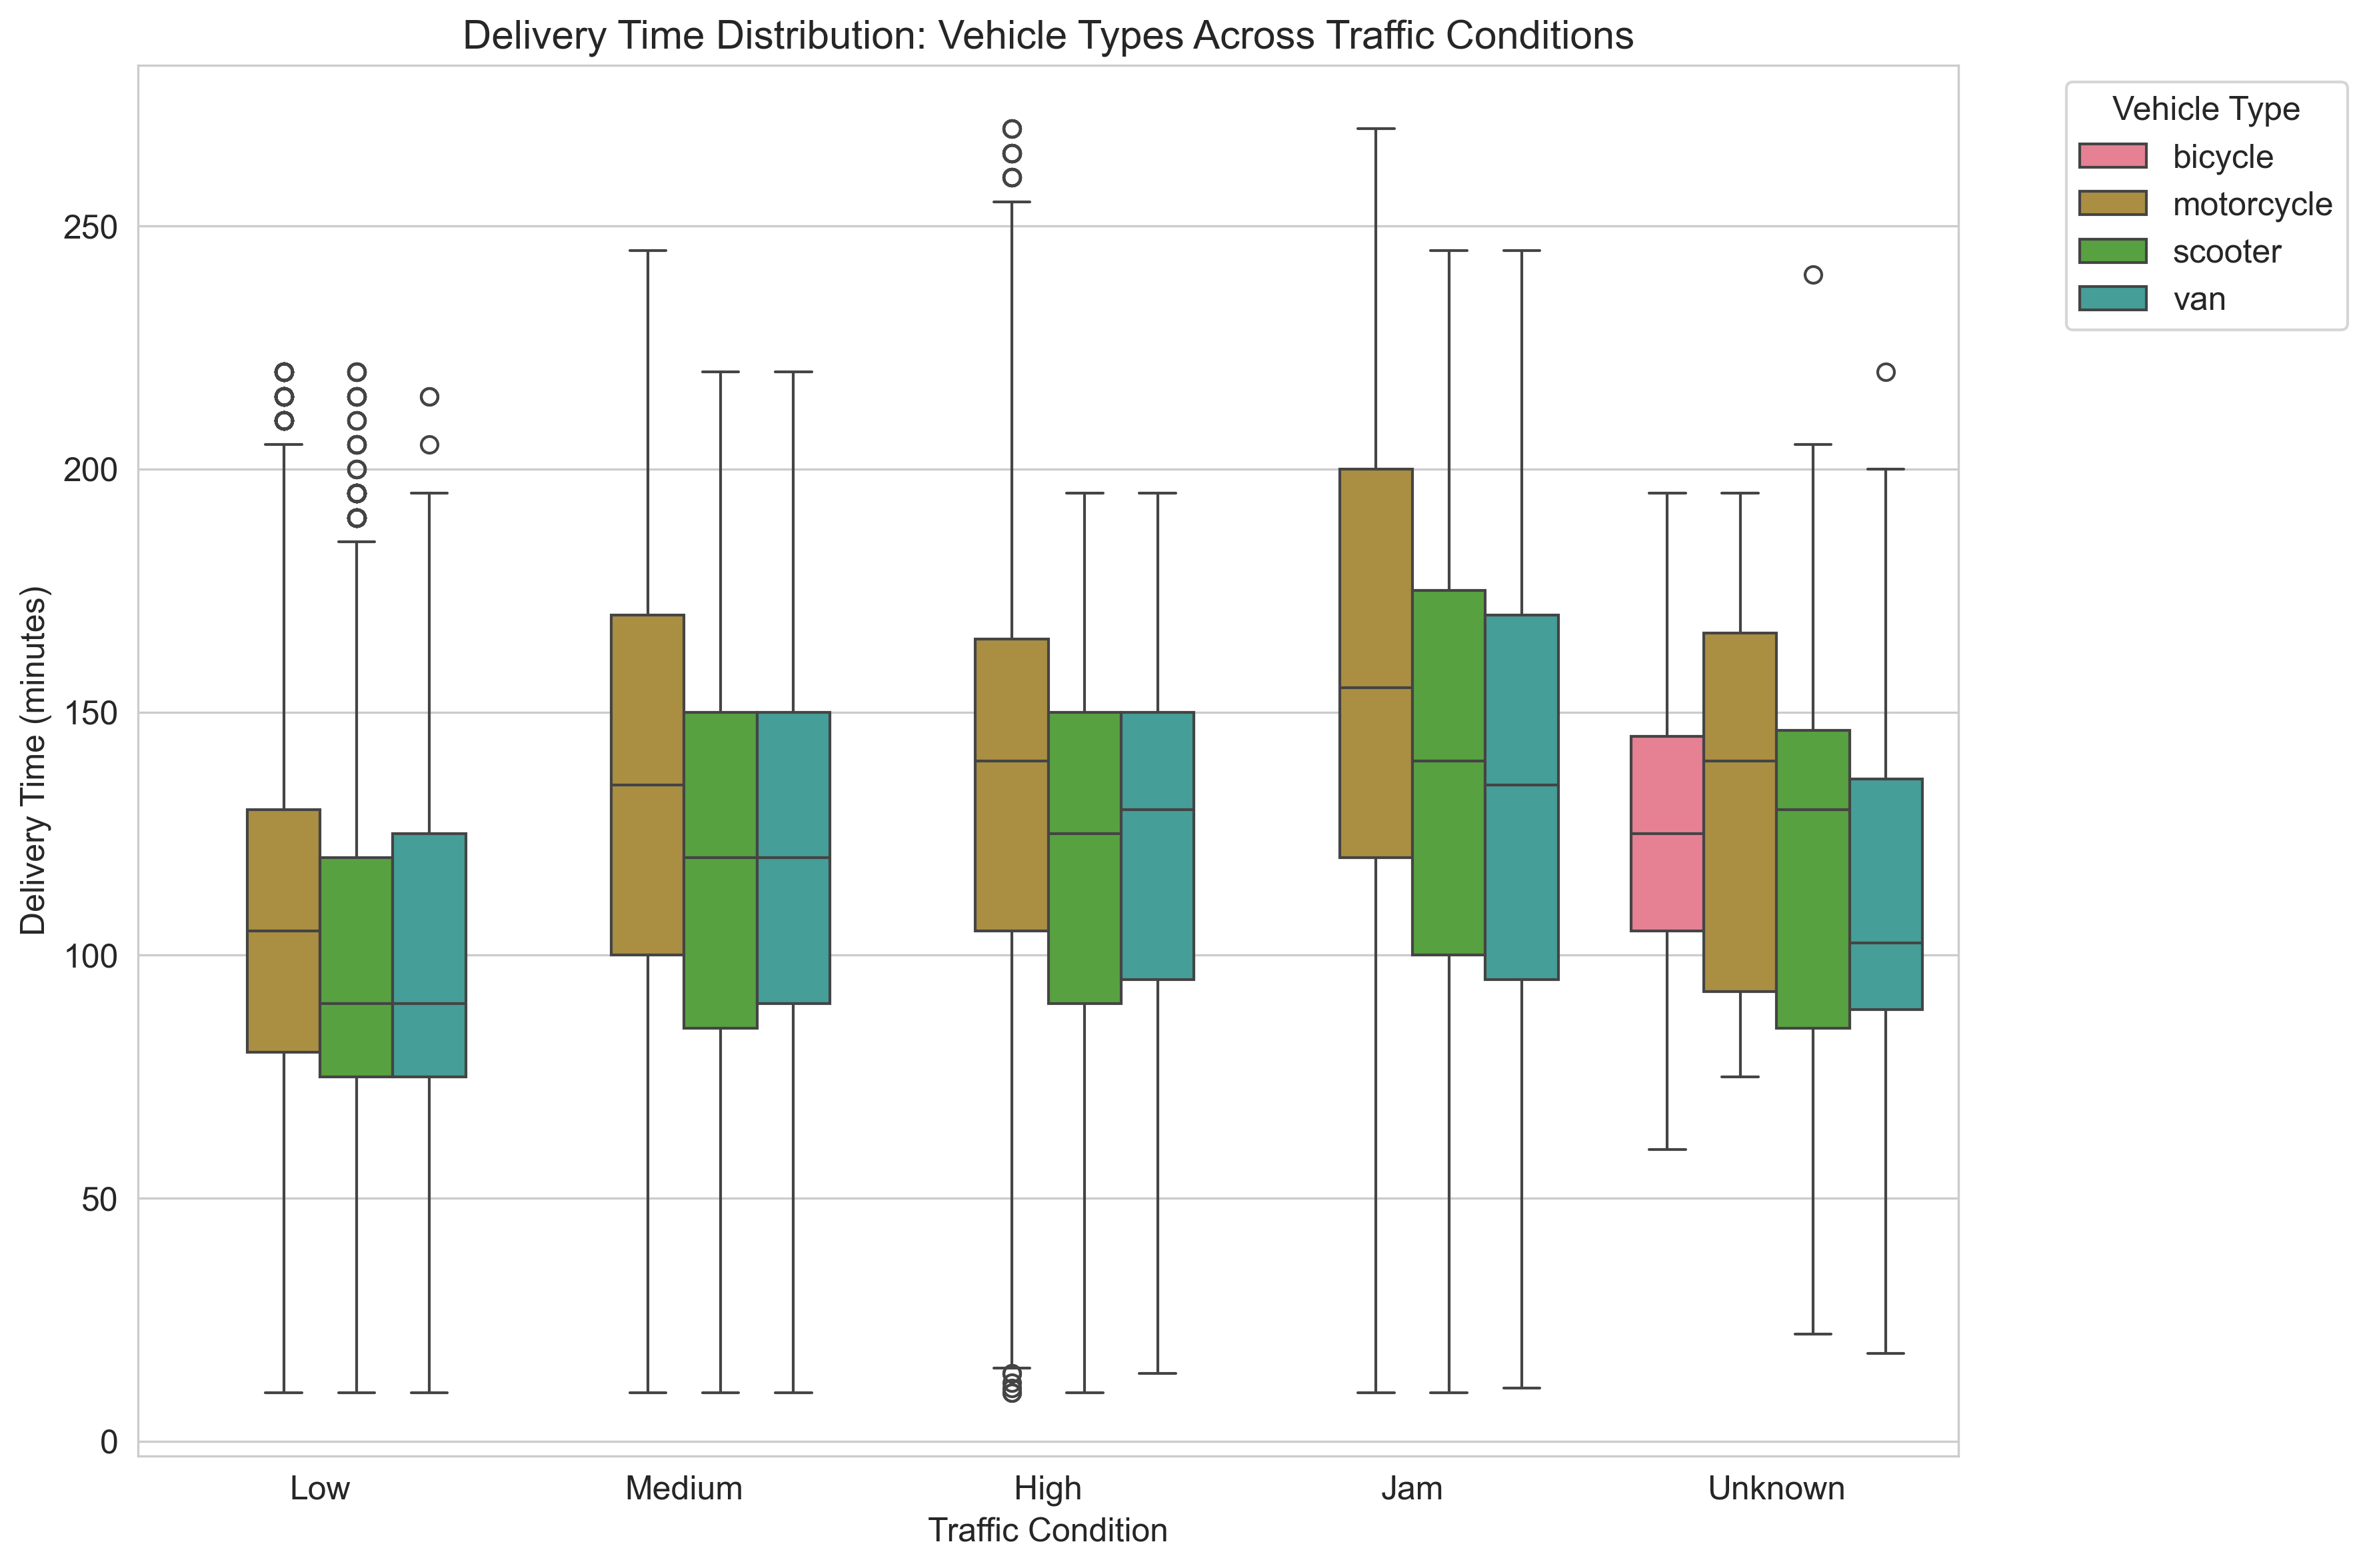 Delivery Time Distribution: Vehicle Types Across Traffic Conditions
Vehicle Type
bicycle
motorcycle
scooter
van
Delivery Time (minutes)
250
200
150
100
50
0
Low
Medium
High
Jam
Unknown
Traffic Condition